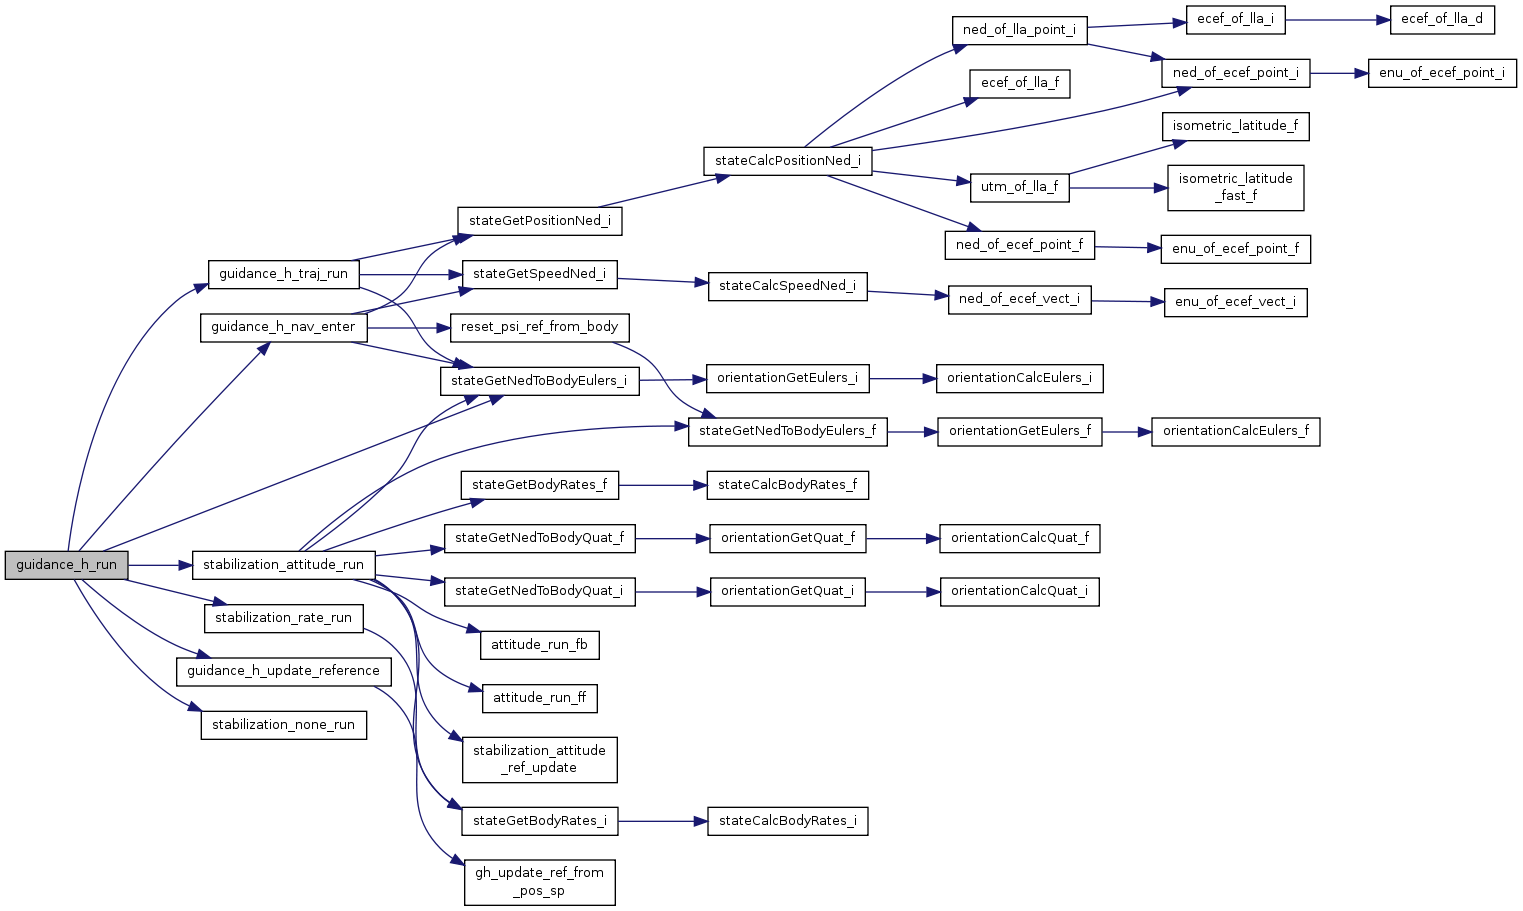 ned_of_lla_point_i
ecef_of_lla_i
ecef_of_lla_d
ecef_of_lla_f
ned_of_ecef_point_i
enu_of_ecef_point_i
isometric_latitude_f
stateCalcPositionNed_i
utm_of_lla_f
isometric_latitude
_fast_f
stateGetPositionNed_i
ned_of_ecef_point_f
enu_of_ecef_point_f
guidance_h_traj_run
stateGetSpeedNed_i
stateCalcSpeedNed_i
ned_of_ecef_vect_i
enu_of_ecef_vect_i
guidance_h_nav_enter
reset_psi_ref_from_body
stateGetNedToBodyEulers_i
orientationGetEulers_i
orientationCalcEulers_i
stateGetNedToBodyEulers_f
orientationGetEulers_f
orientationCalcEulers_f
stateGetBodyRates_f
stateCalcBodyRates_f
stateGetNedToBodyQuat_f
orientationGetQuat_f
orientationCalcQuat_f
guidance_h_run
stabilization_attitude_run
stateGetNedToBodyQuat_i
orientationGetQuat_i
orientationCalcQuat_i
stabilization_rate_run
attitude_run_fb
guidance_h_update_reference
attitude_run_ff
stabilization_none_run
stabilization_attitude
_ref_update
stateGetBodyRates_i
stateCalcBodyRates_i
gh_update_ref_from
_pos_sp